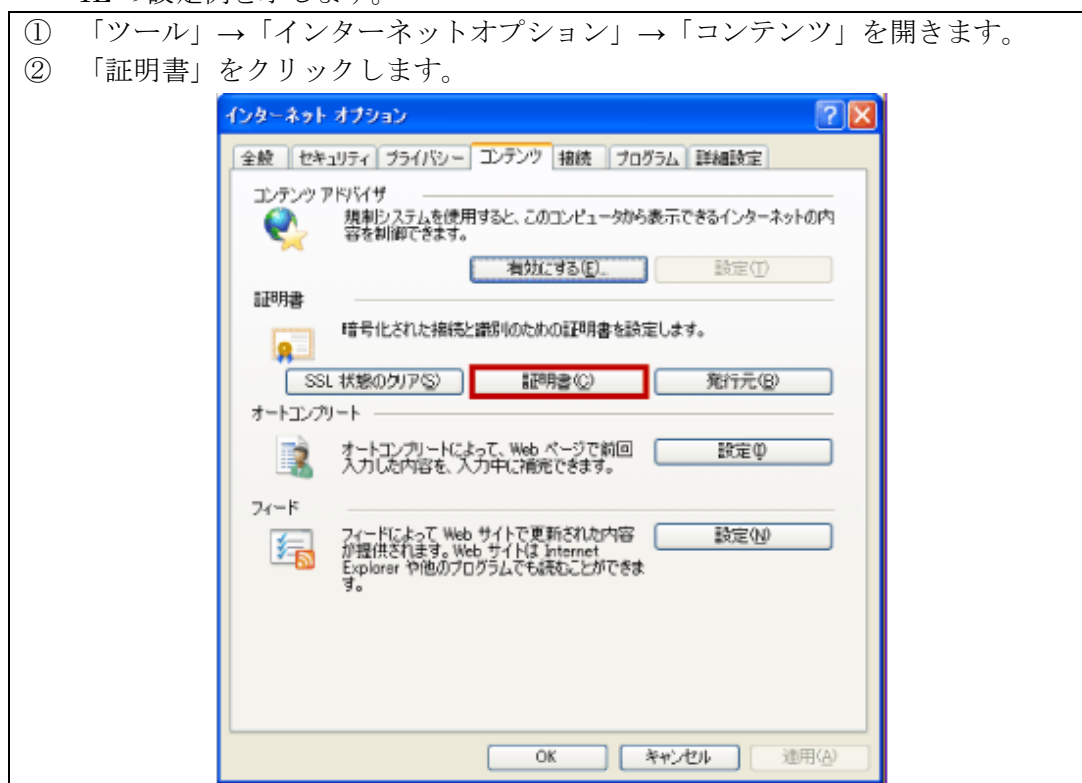 IE の設定例を示します。
① 「ツール」→「インターネットオプション」→「コンテンツ」を開きます。
② 「証明書」をクリックします。
インターネット オプション
全般 セキュリティ プライバシー コンテンツ 接続 プログラム 詳細設定
コンテンツ アドバイザ
規制システムを使用すると、このコンピュータから表示できるインターネットの内
容を制御できます。
有効にする(E)... 設定(T)
証明書
暗号化された接続と識別のための証明書を設定します。
SSL 状態のクリア(S) 証明書(C) 発行元(B)
オートコンプリート
オートコンプリートによって、Web ページで前回
入力した内容を、入力中に補完できます。
設定(I)
フィード
フィードによって Web サイトで更新された内容
が提供されます。Web サイトは Internet
Explorer や他のプログラムでも読むことができま
す。
設定(N)
OK キャンセル 適用(A)